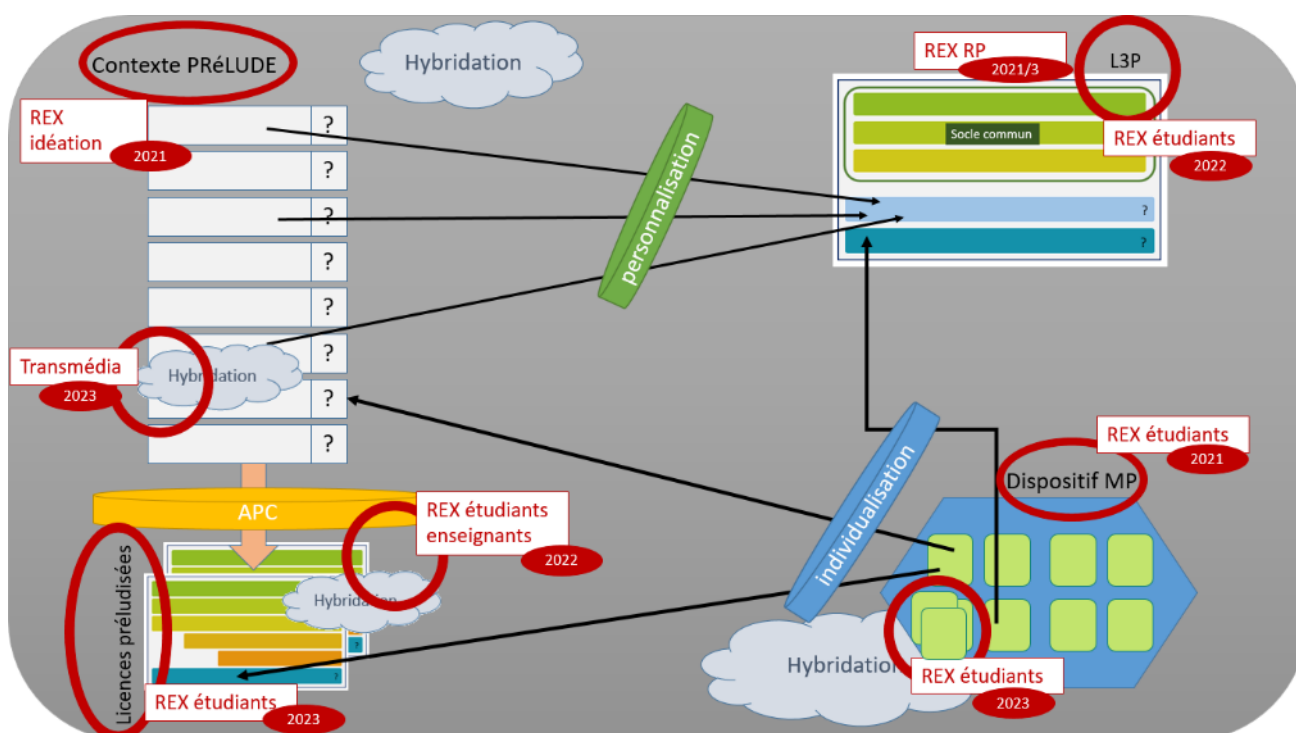 Contexte PRéLUDE
Hybridation
REX RP
2021/3
L3P
REX
idéation
2021
?
?
?
?
?
?
?
?
personnalisation
Socle commun
REX étudiants
2022
?
?
Transmédia
2023
Hybridation
APC
REX étudiants
enseignants
2022
Licences préludisées
Hybridation
?
?
REX étudiants
2023
individualisation
REX étudiants
2021
Dispositif MP
Hybridation
REX étudiants
2023